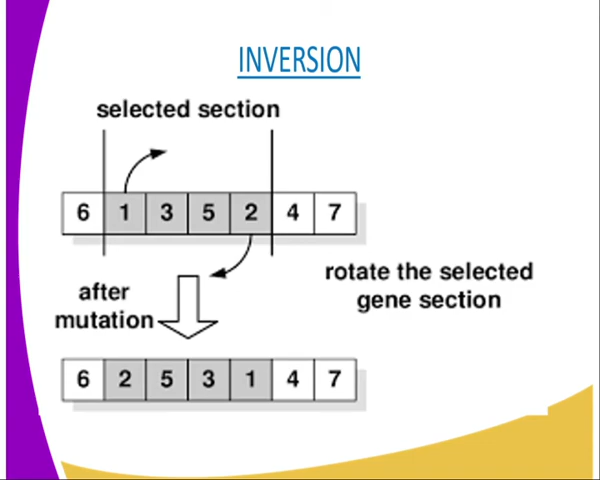 INVERSION
selected section
6 1 3 5 2 4 7
rotate the selected
gene section
after
mutation
6 2 5 3 1 4 7